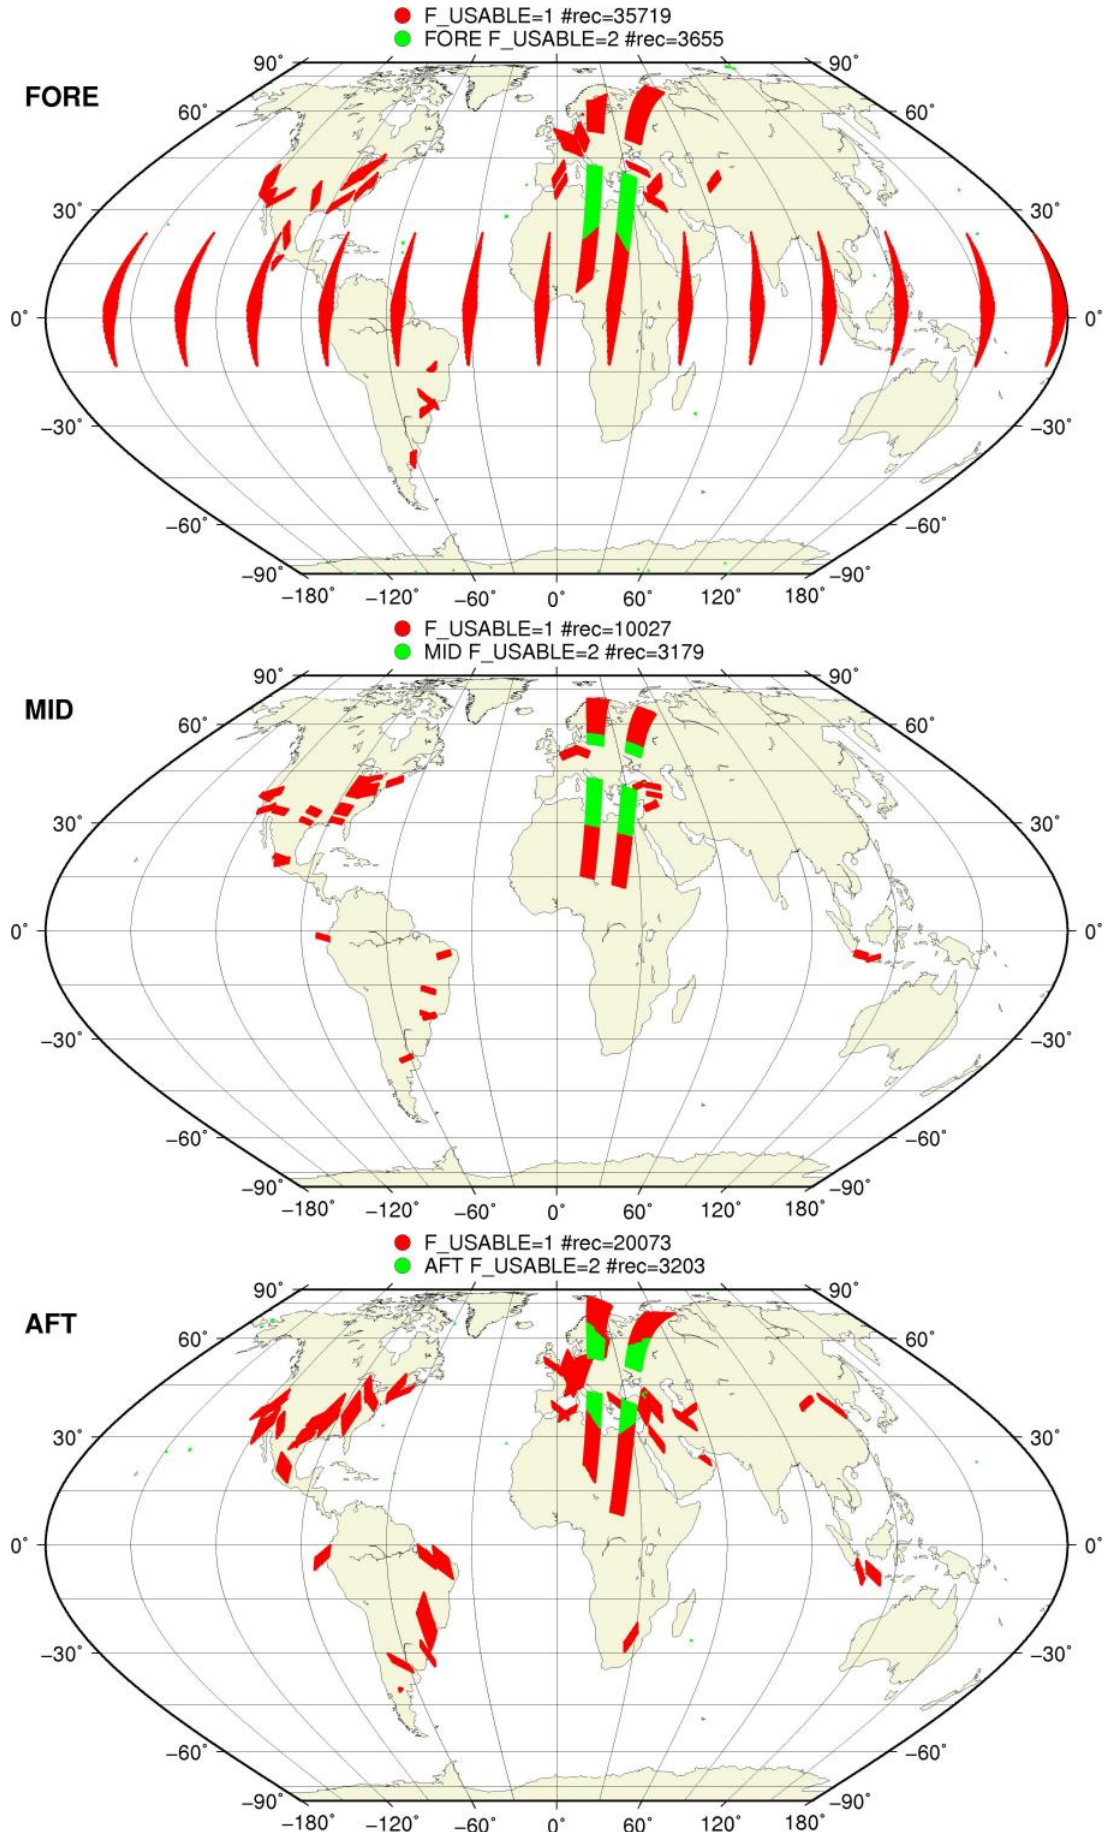 F_USABLE=1 #rec=35719
FORE F_USABLE=2 #rec=3655
FORE
90° 90°
60° 60°
30° 30°
0° 0°
−30° −30°
−60° −60°
−90° −90°
−180° −120° −60° 0° 60° 120° 180°
F_USABLE=1 #rec=10027
MID F_USABLE=2 #rec=3179
MID
90° 90°
60° 60°
30° 30°
0° 0°
−30° −30°
−60° −60°
−90° −90°
−180° −120° −60° 0° 60° 120° 180°
F_USABLE=1 #rec=20073
AFT F_USABLE=2 #rec=3203
AFT
90° 90°
60° 60°
30° 30°
0° 0°
−30° −30°
−60° −60°
−90° −90°
−180° −120° −60° 0° 60° 120° 180°